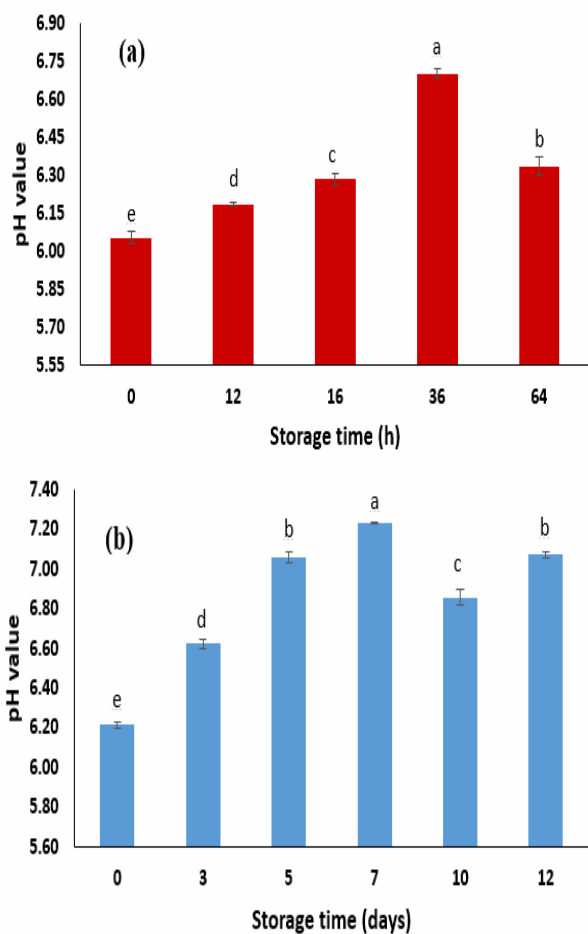 6.90
(a)
a
6.75
6.60
6.45
b
c
6.30
d
6.15
e
6.00
5.85
5.70
5.55
pH value
0 12 16 36 64
Storage time (h)
7.40
a
7.20
(b)
b
b
7.00
c
6.80
d
6.60
6.40
e
6.20
6.00
5.80
5.60
pH value
0 3 5 7 10 12
Storage time (days)